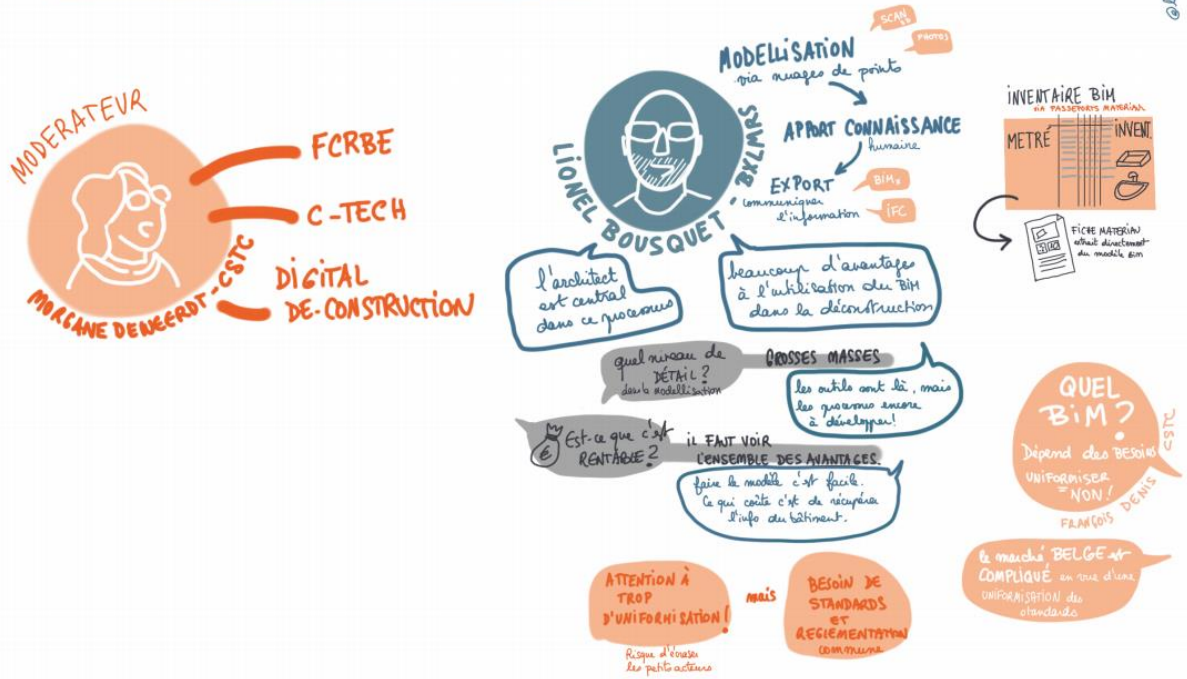 MODERATEUR
MORGANE DENEERDT - CSTC
FCRBE
C-TECH
DIGITAL
DE-CONSTRUCTION
LIONEL BOUSQUET - BXLMRS
MODELLISATION
via nuages de points
SCAN
3D
PHOTOS
APPORT CONNAISSANCE
humaine
EXPORT
communiquer
l'information
BIMx
IFC
INVENTAIRE BIM
VIA PASSEPORTS MATERIAU
METRÉ
INVENT.
FICHE MATERIAU
extrait directement
du modèle Bim
l'architect
est central
dans ce processus
beaucoup d'avantages
à l'utilisation du BIM
dans la déconstruction
quel niveau de
DÉTAIL?
dans la modellisation
GROSSES MASSES
les outils sont là, mais
les processus encore
à développer!
€
Est-ce que c'est
RENTABLE?
iL FAUT VOIR
L'ENSEMBLE DES AVANTAGES.
faire le modèle c'est facile.
Ce qui coûte c'est de récupérer
l'info du bâtiment.
QUEL
BIM?
Dépend des BESOINS
UNIFORMISER
= NON!
FRANÇOIS DENIS CSTC
le marché BELGE est
COMPLIQUÉ en vue d'une
UNIFORMISATION des
standards
ATTENTION À
TROP
D'UNIFORMISATION!
Risque d'écraser
les petits acteurs
mais
BESOIN DE
STANDARDS
ET
REGLEMENTATION
commune